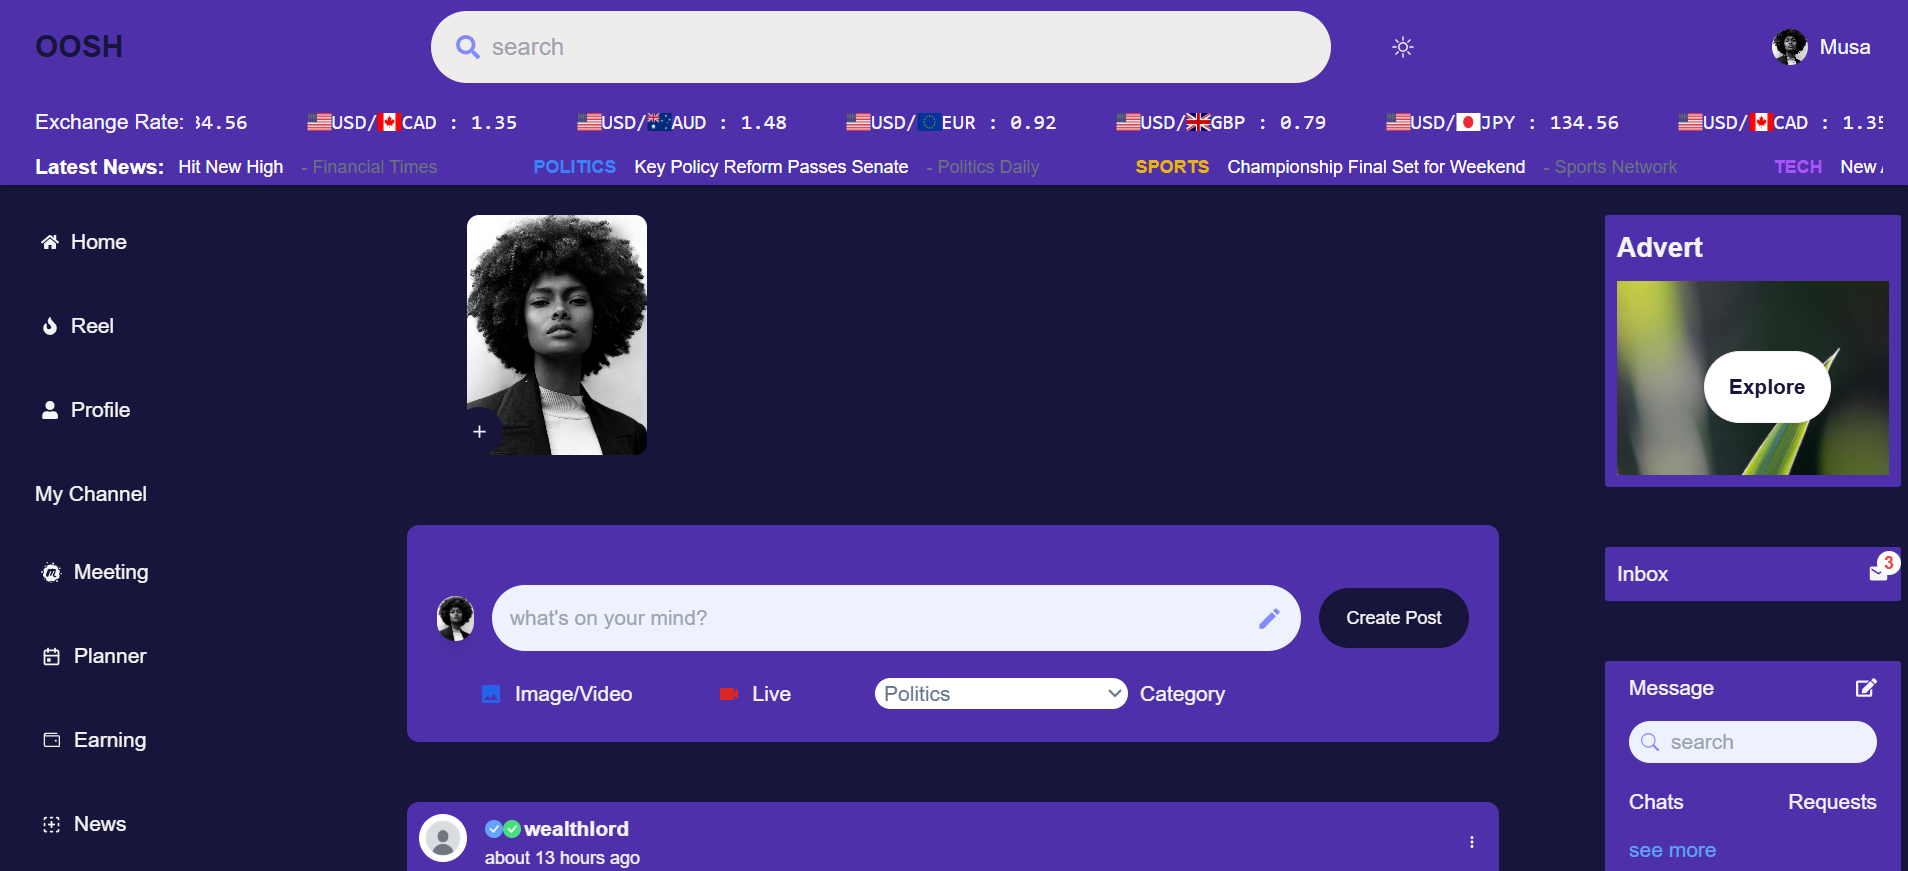 OOSH
search
Musa
Exchange Rate: 34.56 USD/CAD : 1.35 USD/AUD : 1.48 USD/EUR : 0.92 USD/GBP : 0.79 USD/JPY : 134.56 USD/CAD : 1.35
Latest News: Hit New High - Financial Times POLITICS Key Policy Reform Passes Senate - Politics Daily SPORTS Championship Final Set for Weekend - Sports Network TECH New
Home
Reel
Profile
My Channel
Meeting
Planner
Earning
News
+
what's on your mind?
Create Post
Image/Video
Live
Politics
Category
wealthlord
about 13 hours ago
Advert
Explore
Inbox
3
Message
search
Chats Requests
see more